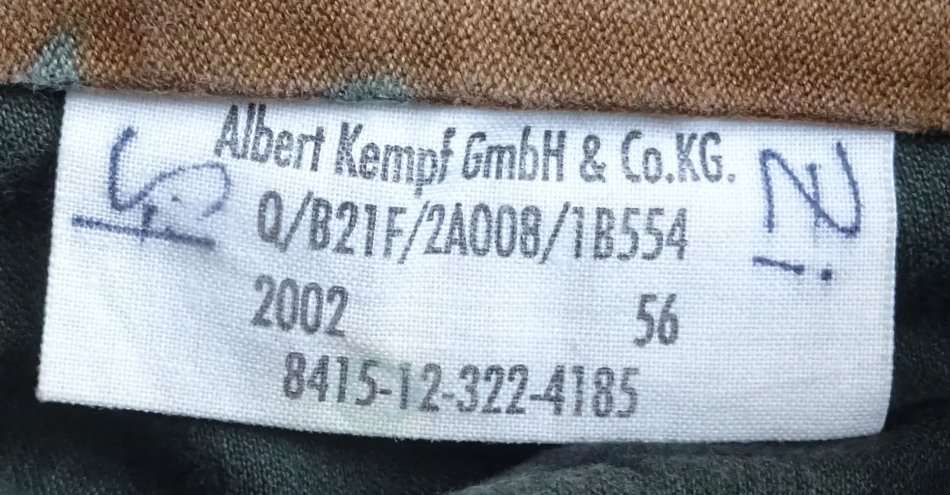 Albert Kempf GmbH & Co.KG.
Q/B21F/2A008/1B554
2002 56
8415-12-322-4185